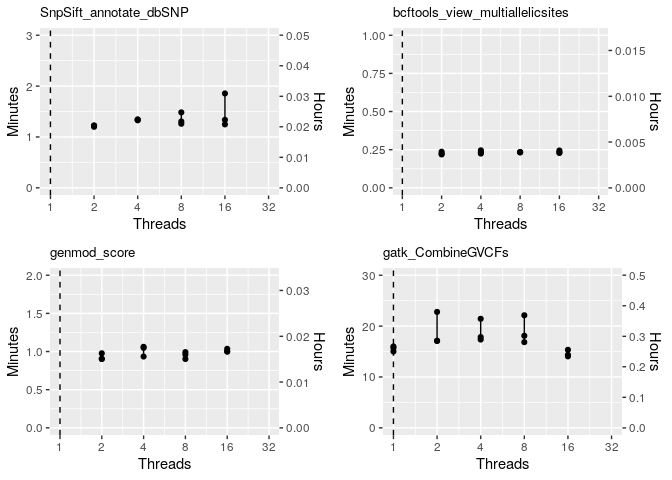 SnpSift_annotate_dbSNP
3
2
1
0
Minutes
0.05
0.04
0.03
0.02
0.01
0.00
Hours
1 2 4 8 16 32
Threads
bcftools_view_multiallelicsites
1.00
0.75
0.50
0.25
0.00
Minutes
0.015
0.010
0.005
0.000
Hours
1 2 4 8 16 32
Threads
genmod_score
2.0
1.5
1.0
0.5
0.0
Minutes
0.03
0.02
0.01
0.00
Hours
1 2 4 8 16 32
Threads
gatk_CombineGVCFs
30
20
10
0
Minutes
0.5
0.4
0.3
0.2
0.1
0.0
Hours
1 2 4 8 16 32
Threads